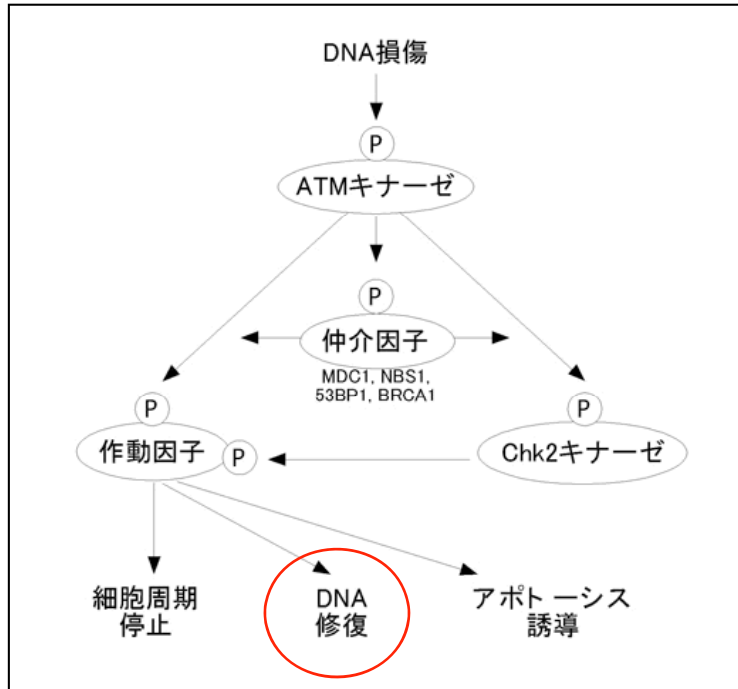 DNA損傷
P
ATMキナーゼ
P
仲介因子
MDC1, NBS1,
53BP1, BRCA1
P
作動因子
P
P
Chk2キナーゼ
細胞周期
停止
DNA
修復
アポトーシス
誘導